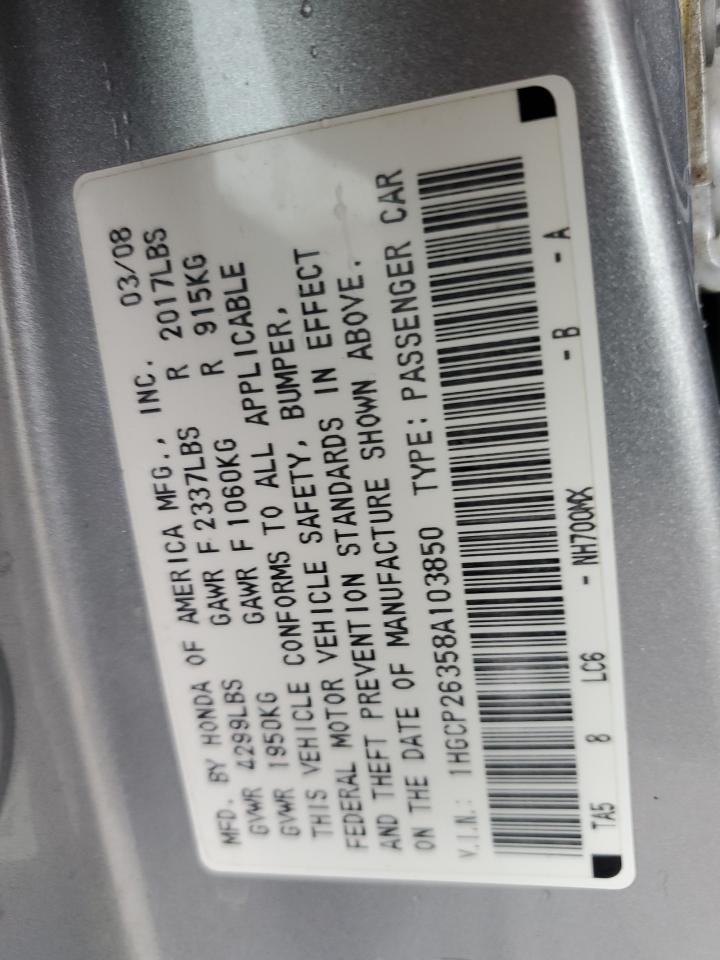 MFD. BY HONDA OF AMERICA MFG., INC. 03/08
GVWR 4299LBS GAWR F 2337LBS R 2017LBS
GVWR 1950KG GAWR F 1060KG R 915KG
THIS VEHICLE CONFORMS TO ALL APPLICABLE
FEDERAL MOTOR VEHICLE SAFETY, BUMPER,
AND THEFT PREVENTION STANDARDS IN EFFECT
ON THE DATE OF MANUFACTURE SHOWN ABOVE.
V.I.N.: 1HGCP26358A103850 TYPE: PASSENGER CAR
TA5 8 LC6 - NH700MX - B - A